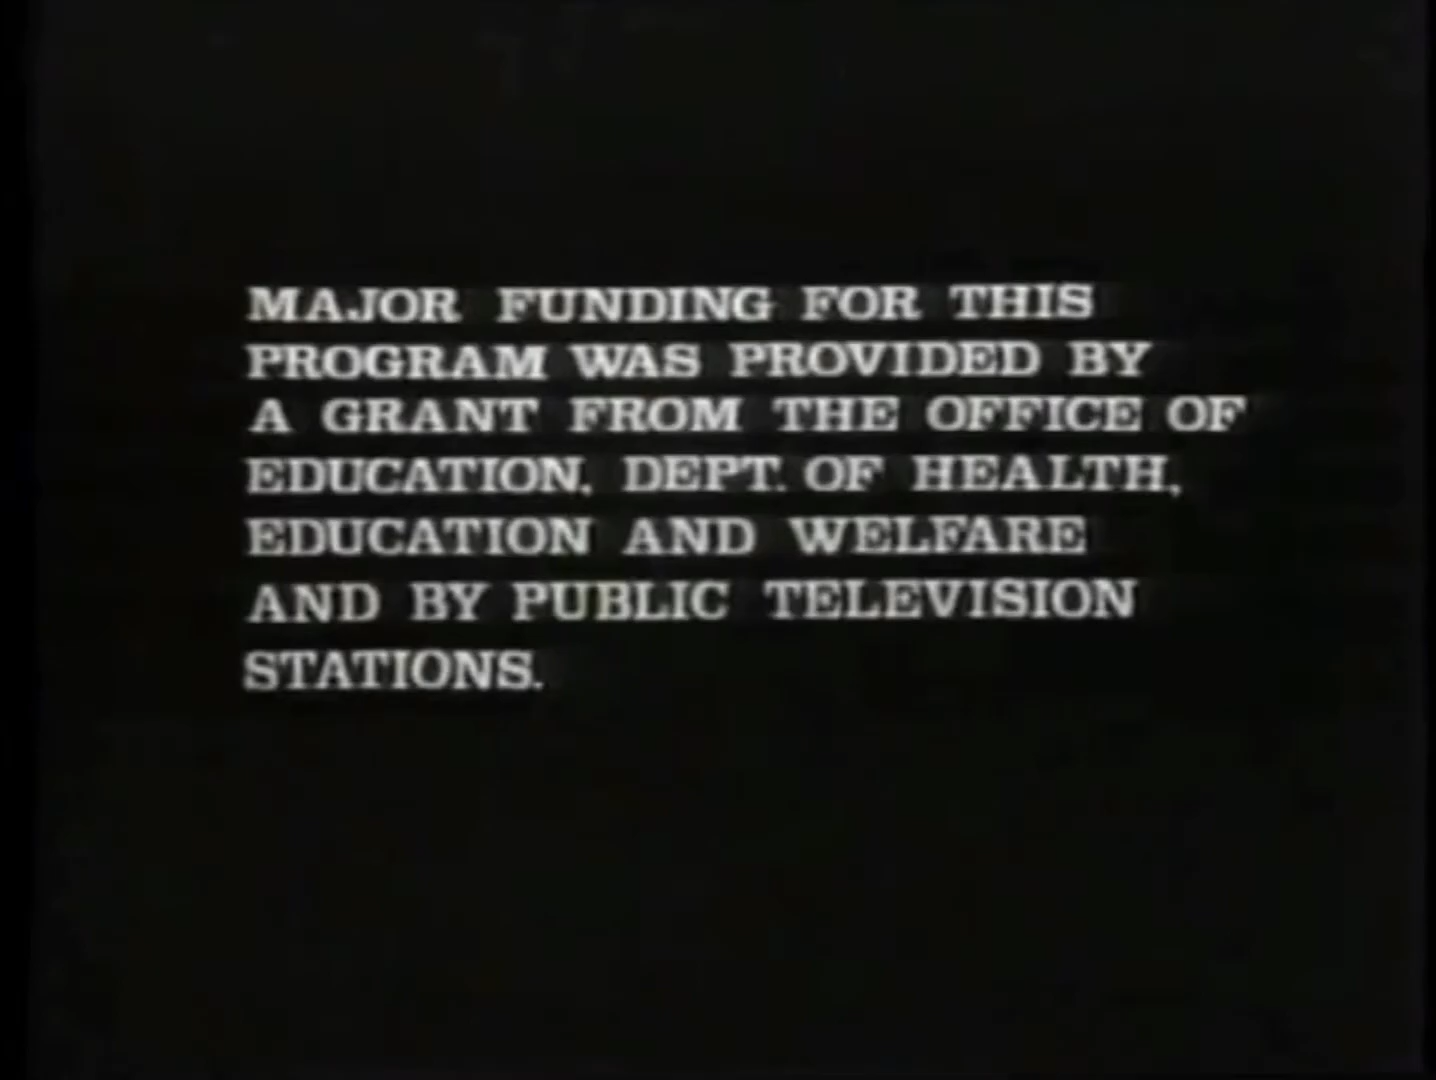 MAJOR FUNDING FOR THIS
PROGRAM WAS PROVIDED BY
A GRANT FROM THE OFFICE OF
EDUCATION, DEPT. OF HEALTH,
EDUCATION AND WELFARE
AND BY PUBLIC TELEVISION
STATIONS.